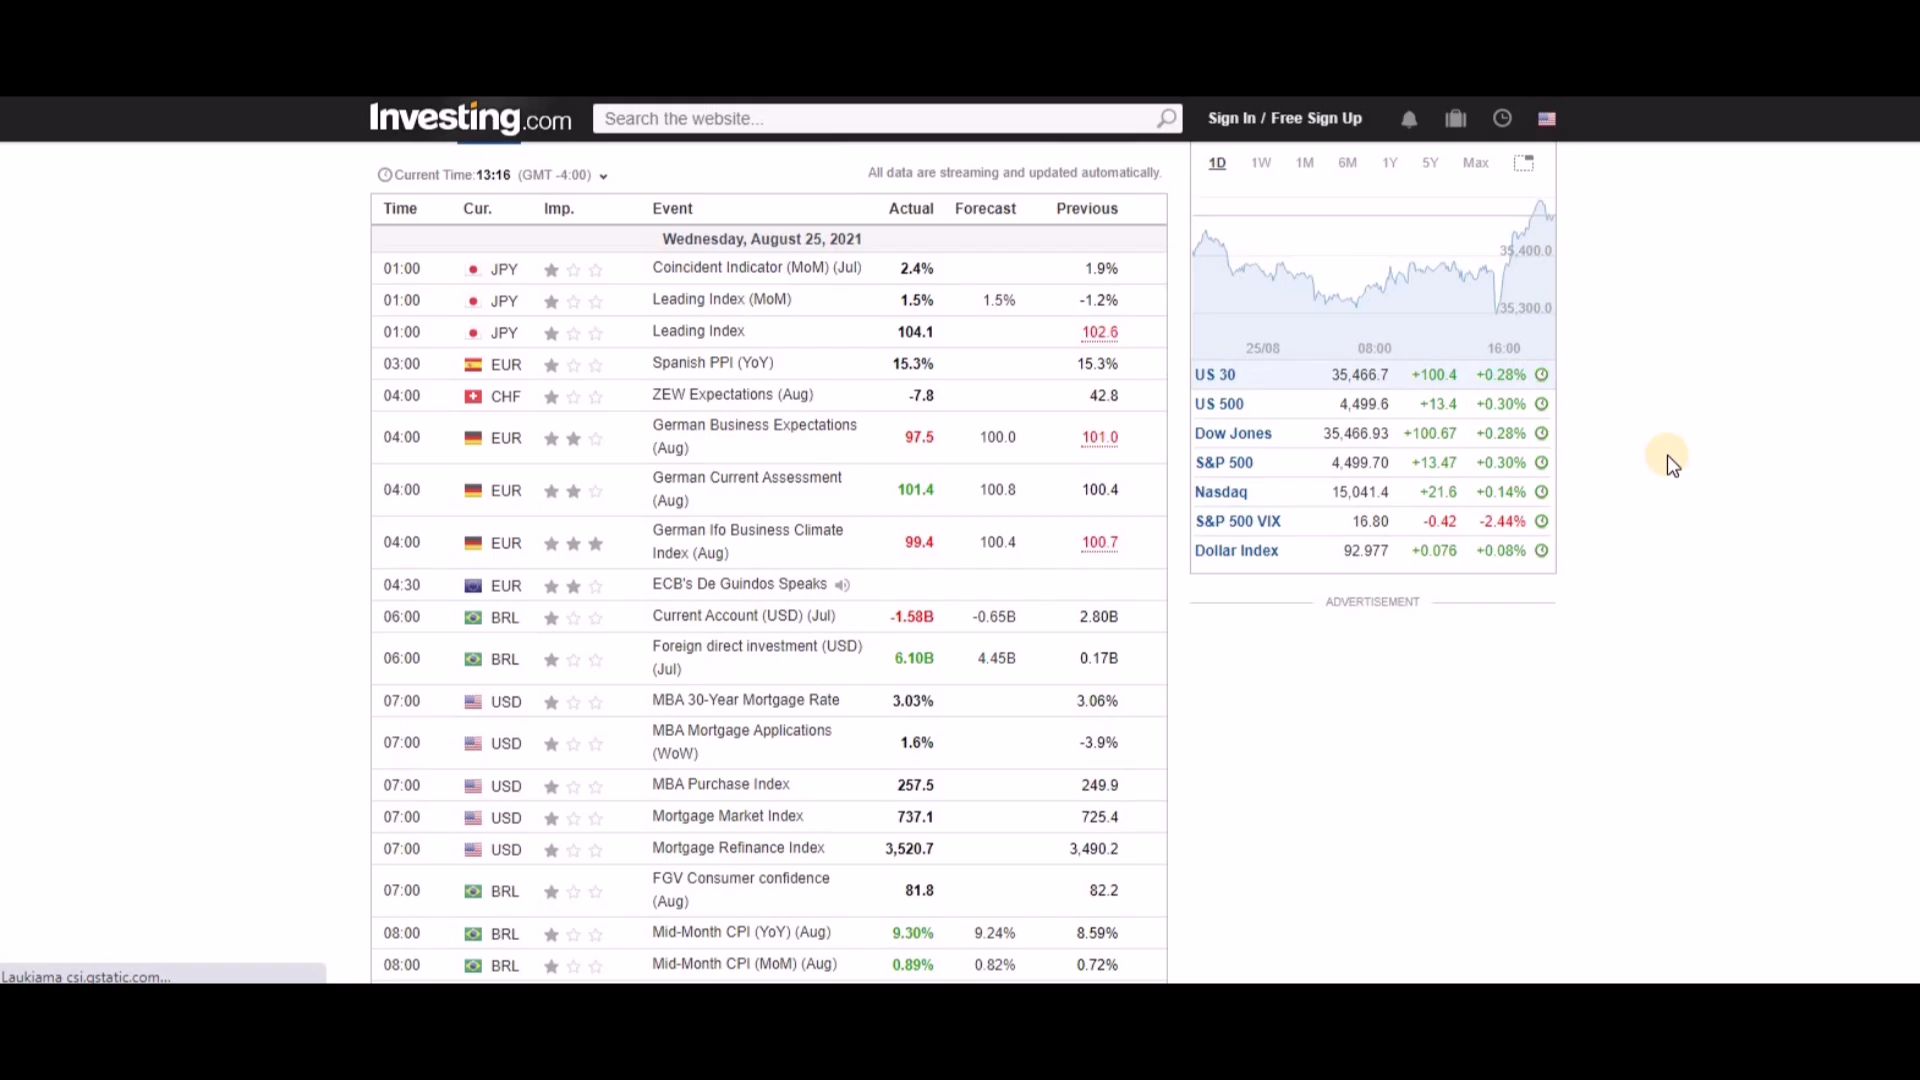 Investing.com
Search the website...
Sign In / Free Sign Up
Current Time:13:16 (GMT -4:00)
All data are streaming and updated automatically.
Time Cur. Imp. Event Actual Forecast Previous
Wednesday, August 25, 2021
01:00 JPY Coincident Indicator (MoM) (Jul) 2.4% 1.9%
01:00 JPY Leading Index (MoM) 1.5% 1.5% -1.2%
01:00 JPY Leading Index 104.1 102.6
03:00 EUR Spanish PPI (YoY) 15.3% 15.3%
04:00 CHF ZEW Expectations (Aug) -7.8 42.8
04:00 EUR German Business Expectations 97.5 100.0 101.0
(Aug)
04:00 EUR German Current Assessment 101.4 100.8 100.4
(Aug)
04:00 EUR German Ifo Business Climate 99.4 100.4 100.7
Index (Aug)
04:30 EUR ECB's De Guindos Speaks
06:00 BRL Current Account (USD) (Jul) -1.58B -0.65B 2.80B
06:00 BRL Foreign direct investment (USD) 6.10B 4.45B 0.17B
(Jul)
07:00 USD MBA 30-Year Mortgage Rate 3.03% 3.06%
07:00 USD MBA Mortgage Applications 1.6% -3.9%
(WoW)
07:00 USD MBA Purchase Index 257.5 249.9
07:00 USD Mortgage Market Index 737.1 725.4
07:00 USD Mortgage Refinance Index 3,520.7 3,490.2
07:00 BRL FGV Consumer confidence 81.8 82.2
(Aug)
08:00 BRL Mid-Month CPI (YoY) (Aug) 9.30% 9.24% 8.59%
08:00 BRL Mid-Month CPI (MoM) (Aug) 0.89% 0.82% 0.72%
1D 1W 1M 6M 1Y 5Y Max
35,400.0
35,300.0
25/08 08:00 16:00
US 30 35,466.7 +100.4 +0.28%
US 500 4,499.6 +13.4 +0.30%
Dow Jones 35,466.93 +100.67 +0.28%
S&P 500 4,499.70 +13.47 +0.30%
Nasdaq 15,041.4 +21.6 +0.14%
S&P 500 VIX 16.80 -0.42 -2.44%
Dollar Index 92.977 +0.076 +0.08%
ADVERTISEMENT
Laukiama csi.gstatic.com...